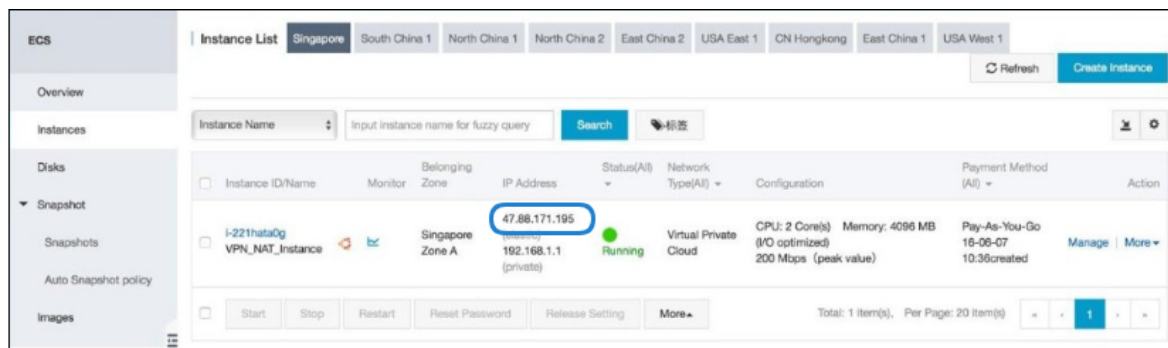 ECS
Overview
Instances
Disks
Snapshot
Snapshots
Auto Snapshot policy
Images
Instance List Singapore South China 1 North China 1 North China 2 East China 2 USA East 1 CN Hongkong East China 1 USA West 1
Refresh Create Instance
Instance Name Input instance name for fuzzy query Search 标签
Instance ID/Name Monitor Belonging Zone IP Address Status(All) Network Type(All) Configuration Payment Method (All) Action
i-221hata0g
VPN_NAT_Instance
Singapore
Zone A
47.88.171.195
(elastic)
192.168.1.1
(private)
Running
Virtual Private
Cloud
CPU: 2 Core(s) Memory: 4096 MB
(I/O optimized)
200 Mbps (peak value)
Pay-As-You-Go
16-06-07
10:36created
Manage More
Start Stop Restart Reset Password Release Setting More Total: 1 item(s), Per Page: 20 item(s) « ‹ 1 › »